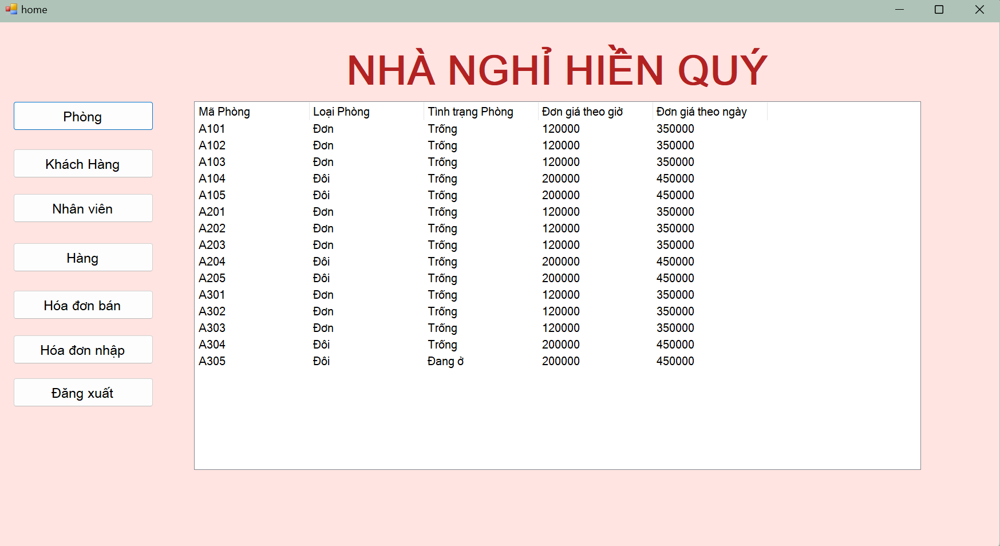 home
NHÀ NGHỈ HIỀN QUÝ
Phòng
Khách Hàng
Nhân viên
Hàng
Hóa đơn bán
Hóa đơn nhập
Đăng xuất
Mã Phòng Loại Phòng Tình trạng Phòng Đơn giá theo giờ Đơn giá theo ngày
A101 Đơn Trống 120000 350000
A102 Đơn Trống 120000 350000
A103 Đơn Trống 120000 350000
A104 Đôi Trống 200000 450000
A105 Đôi Trống 200000 450000
A201 Đơn Trống 120000 350000
A202 Đơn Trống 120000 350000
A203 Đơn Trống 120000 350000
A204 Đôi Trống 200000 450000
A205 Đôi Trống 200000 450000
A301 Đơn Trống 120000 350000
A302 Đơn Trống 120000 350000
A303 Đơn Trống 120000 350000
A304 Đôi Trống 200000 450000
A305 Đôi Đang ở 200000 450000